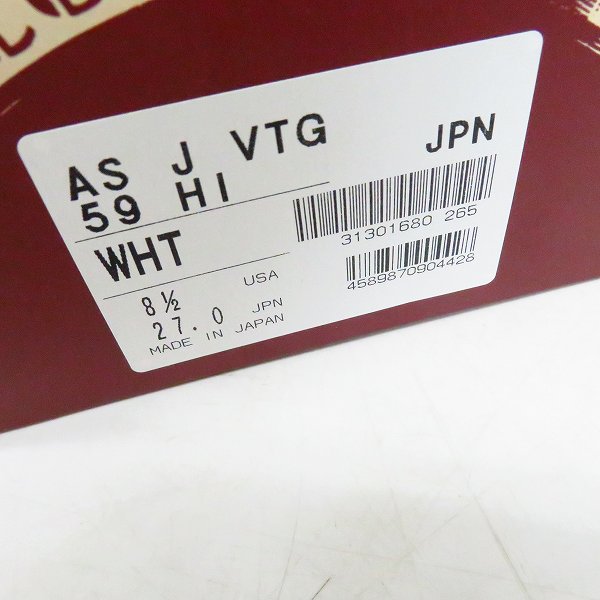 AS J VTG JPN
59 HI
31301680 265
WHT
4589870904428
8½ USA
27.0 JPN
MADE IN JAPAN